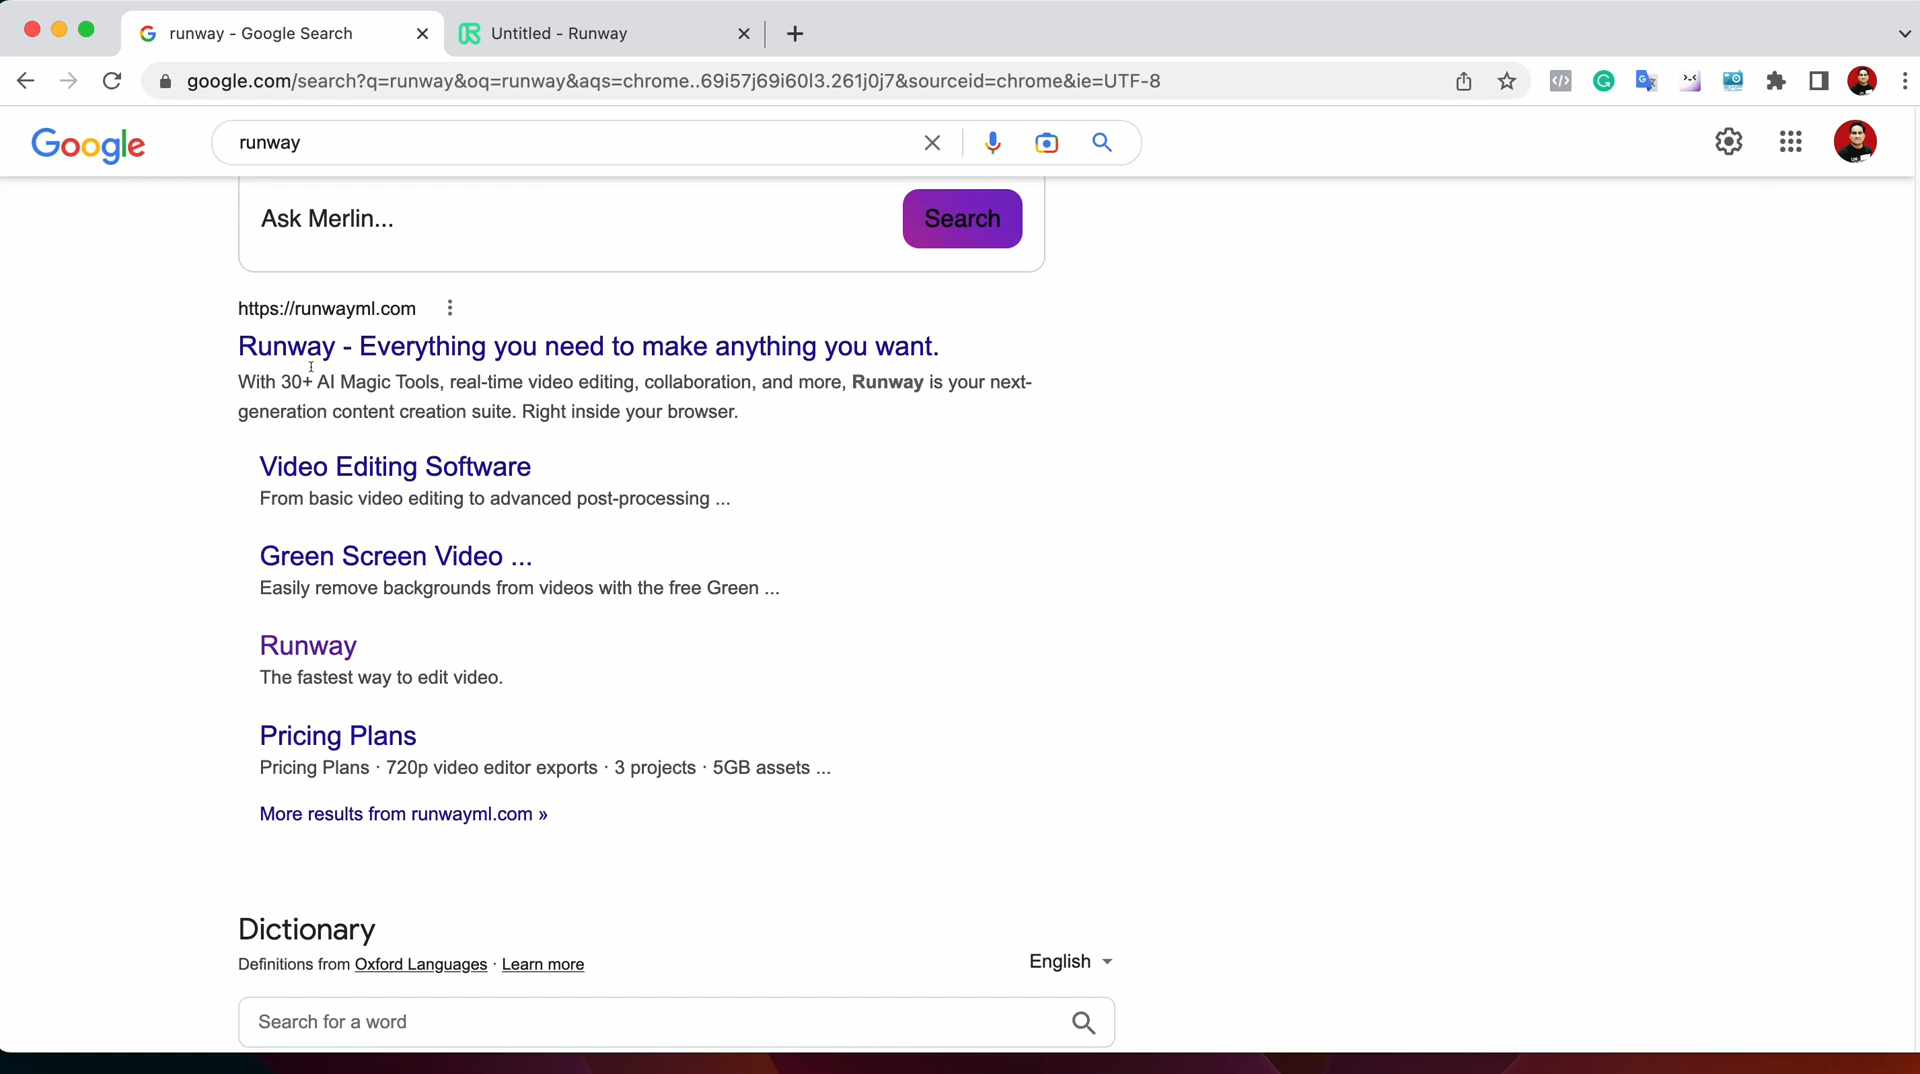 runway - Google Search
Untitled - Runway
google.com/search?q=runway&oq=runway&aqs=chrome..69i57j69i60l3.261j0j7&sourceid=chrome&ie=UTF-8
Google
runway
Ask Merlin...
Search
https://runwayml.com
Runway - Everything you need to make anything you want.
With 30+ AI Magic Tools, real-time video editing, collaboration, and more, Runway is your next-
generation content creation suite. Right inside your browser.
Video Editing Software
From basic video editing to advanced post-processing ...
Green Screen Video ...
Easily remove backgrounds from videos with the free Green ...
Runway
The fastest way to edit video.
Pricing Plans
Pricing Plans · 720p video editor exports · 3 projects · 5GB assets ...
More results from runwayml.com »
Dictionary
Definitions from Oxford Languages · Learn more
English
Search for a word